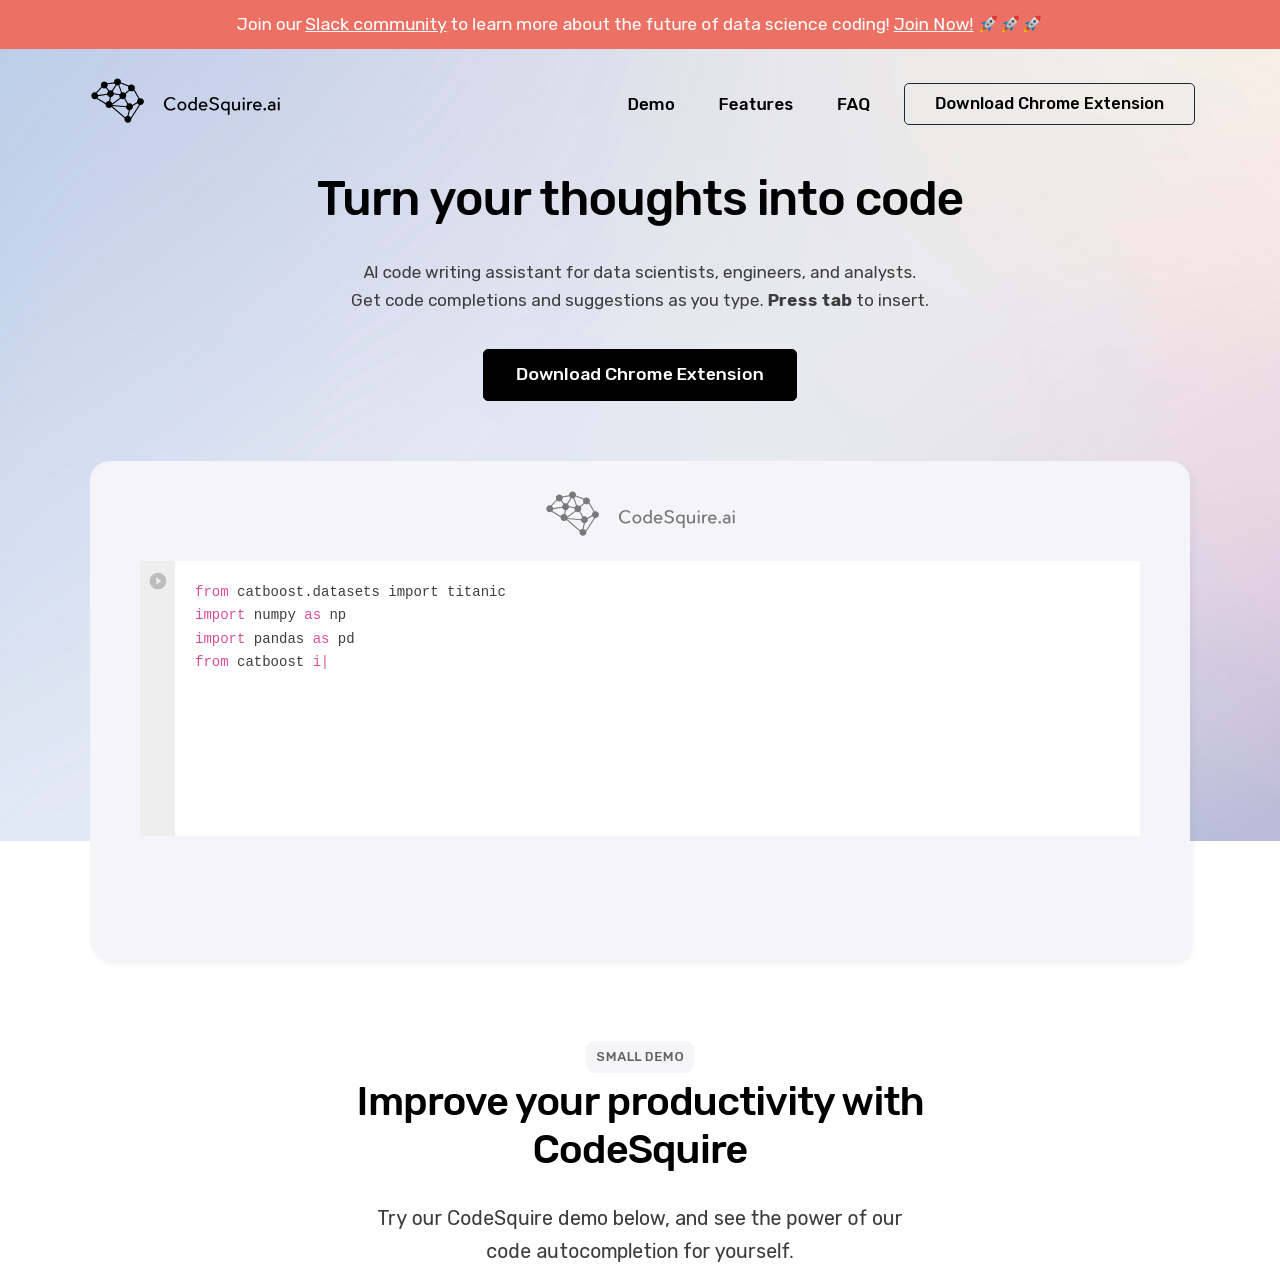 Join our Slack community to learn more about the future of data science coding! Join Now! 🚀🚀🚀
CodeSquire.ai
Demo
Features
FAQ
Download Chrome Extension
Turn your thoughts into code
AI code writing assistant for data scientists, engineers, and analysts.
Get code completions and suggestions as you type. Press tab to insert.
Download Chrome Extension
CodeSquire.ai
from catboost.datasets import titanic
import numpy as np
import pandas as pd
from catboost i|
SMALL DEMO
Improve your productivity with
CodeSquire
Try our CodeSquire demo below, and see the power of our
code autocompletion for yourself.